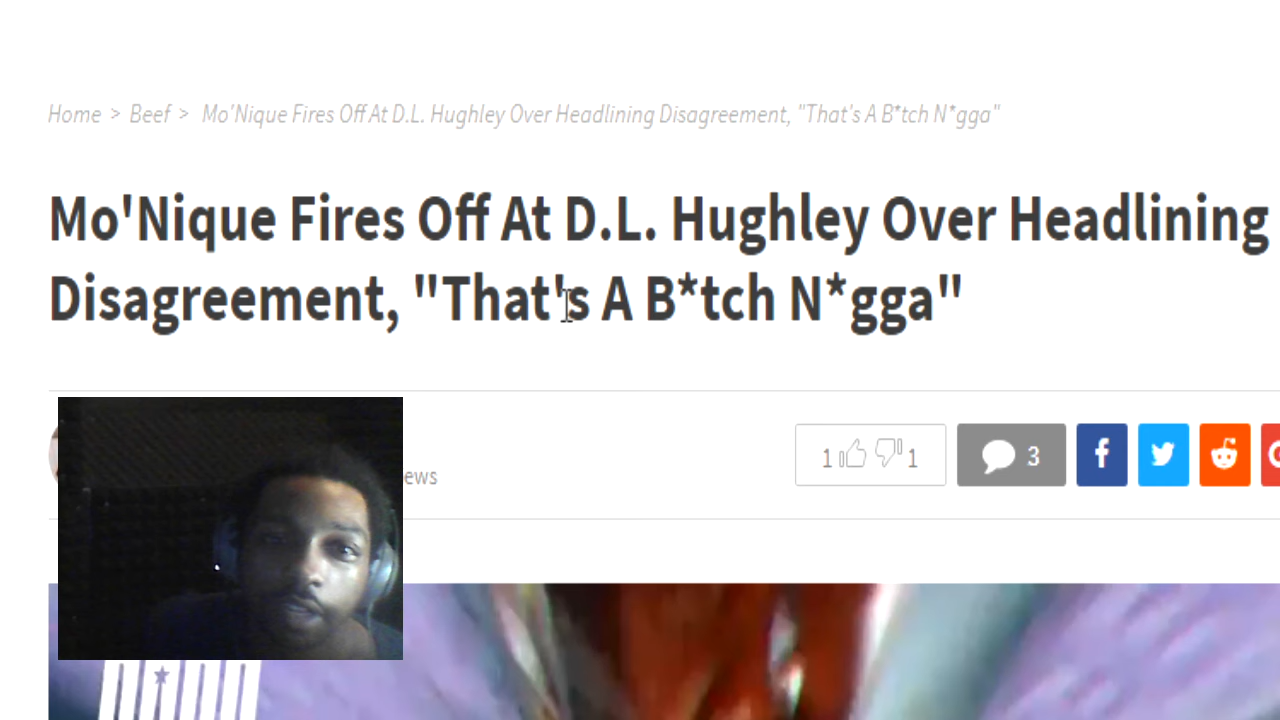 Home > Beef > Mo'Nique Fires Off At D.L. Hughley Over Headlining Disagreement, "That's A B*tch N*gga"
Mo'Nique Fires Off At D.L. Hughley Over Headlining
Disagreement, "That's A B*tch N*gga"
ews
1 1 3